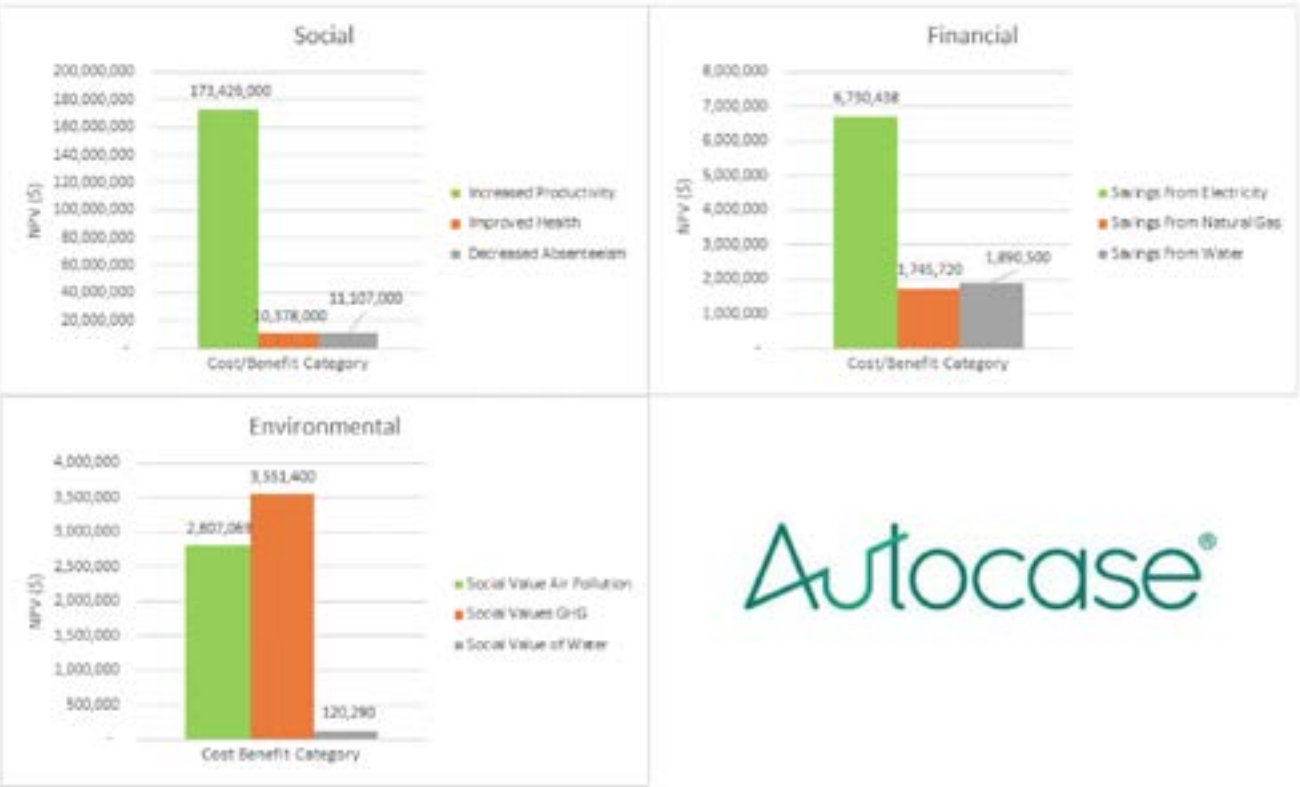 Social
200,000,000
180,000,000
160,000,000
140,000,000
120,000,000
100,000,000
80,000,000
60,000,000
40,000,000
20,000,000
-
NPV ($)
10,378,000
11,107,000
Cost/Benefit Category
Increased Productivity
Improved Health
Decreased Absenteeism
Financial
8,000,000
7,000,000
6,000,000
5,000,000
4,000,000
3,000,000
2,000,000
1,000,000
-
NPV ($)
1,745,720
1,890,500
Cost/Benefit Category
Savings From Electricity
Savings From Natural Gas
Savings From Water
Environmental
4,000,000
3,500,000
3,000,000
2,500,000
2,000,000
1,500,000
1,000,000
500,000
-
NPV ($)
3,551,400
120,290
Cost Benefit Category
Social Value Air Pollution
Social Values GHG
Social Value of Water
Autocase®